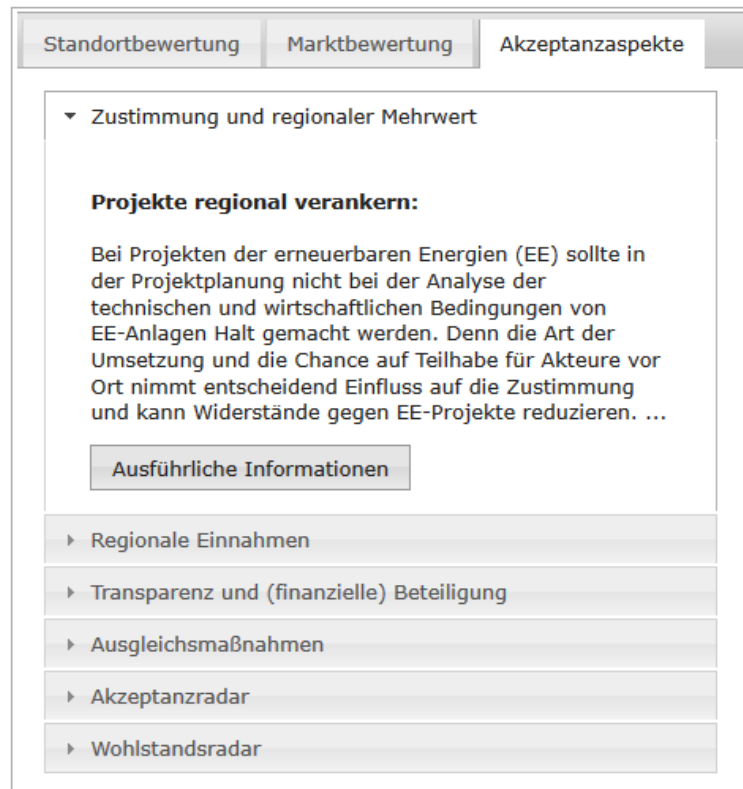 Standortbewertung Marktbewertung Akzeptanzaspekte
Zustimmung und regionaler Mehrwert
Projekte regional verankern:
Bei Projekten der erneuerbaren Energien (EE) sollte in
der Projektplanung nicht bei der Analyse der
technischen und wirtschaftlichen Bedingungen von
EE-Anlagen Halt gemacht werden. Denn die Art der
Umsetzung und die Chance auf Teilhabe für Akteure vor
Ort nimmt entscheidend Einfluss auf die Zustimmung
und kann Widerstände gegen EE-Projekte reduzieren. ...
Ausführliche Informationen
Regionale Einnahmen
Transparenz und (finanzielle) Beteiligung
Ausgleichsmaßnahmen
Akzeptanzradar
Wohlstandsradar